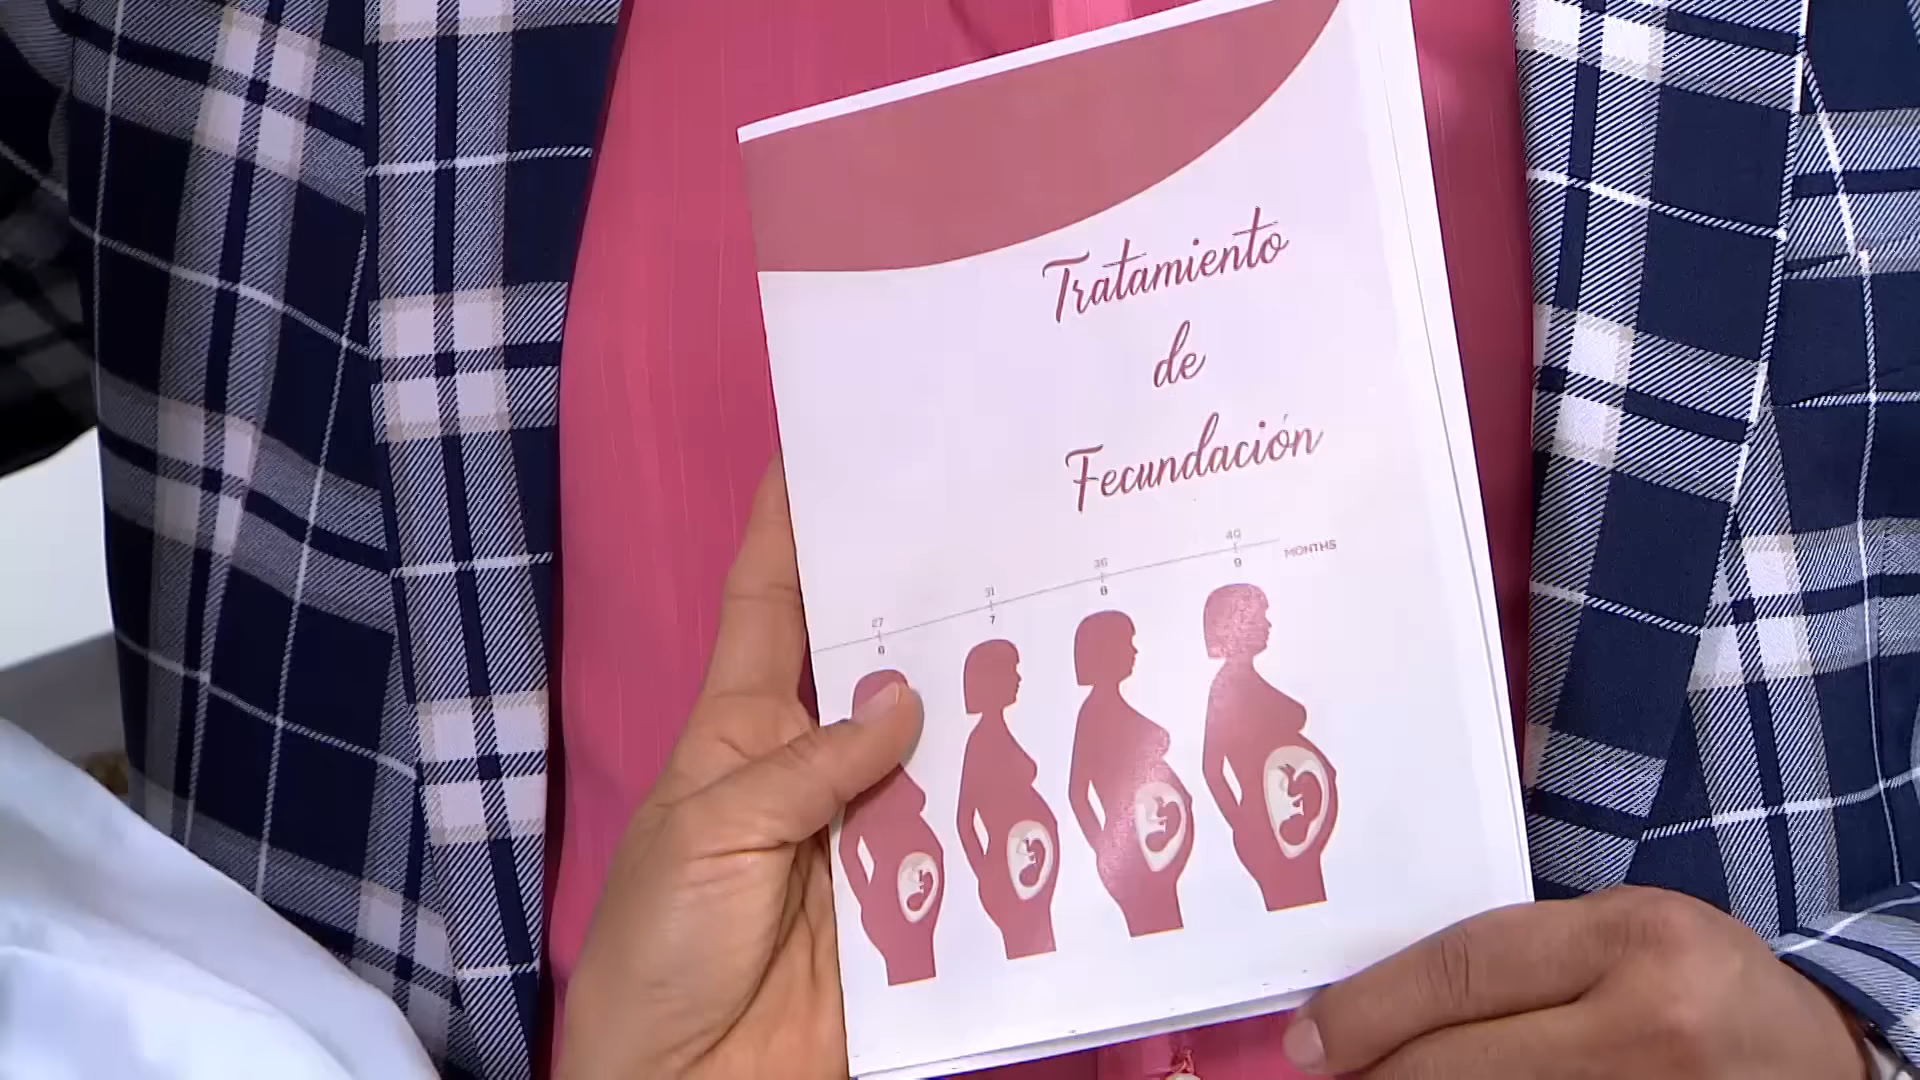 Tratamiento
de
Fecundación
27 31 36 40
6 7 8 9 MONTHS